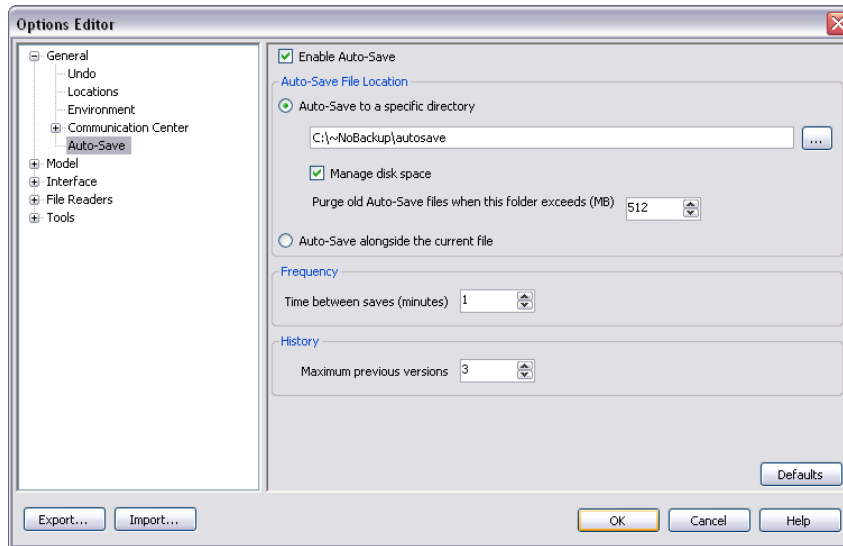 Options Editor
General
Undo
Locations
Environment
Communication Center
Auto-Save
Model
Interface
File Readers
Tools
Enable Auto-Save
Auto-Save File Location
Auto-Save to a specific directory
C:\~NoBackup\autosave
...
Manage disk space
Purge old Auto-Save files when this folder exceeds (MB) 512
Auto-Save alongside the current file
Frequency
Time between saves (minutes) 1
History
Maximum previous versions 3
Defaults
Export... Import... OK Cancel Help